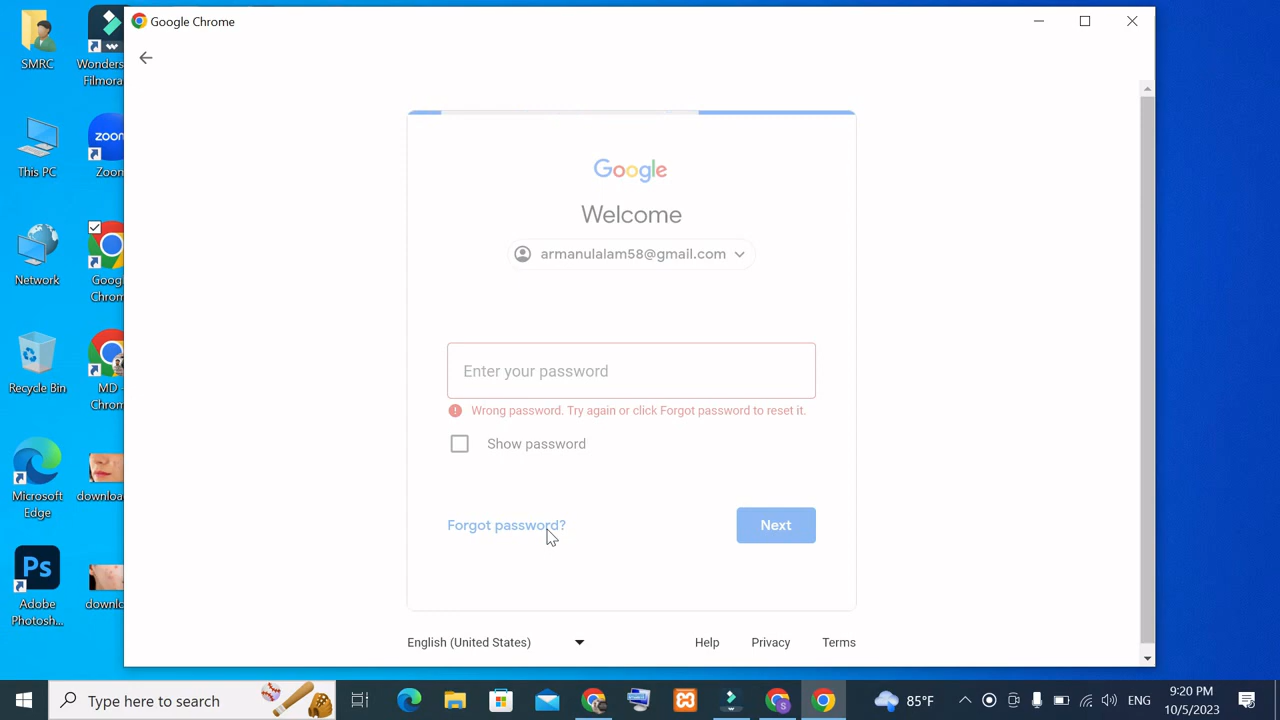 Google Chrome
Google
Welcome
armanulalam58@gmail.com
Enter your password
Wrong password. Try again or click Forgot password to reset it.
Show password
Forgot password?
Next
English (United States)
Help
Privacy
Terms
SMRC
Wonders
Filmora
This PC
zoom
Zoom
Network
Goog
Chrom
Recycle Bin
MD -
Chrom
Microsoft
Edge
downloa
Ps
Adobe
Photosh...
downlo
Type here to search
85°F
ENG
9:20 PM
10/5/2023